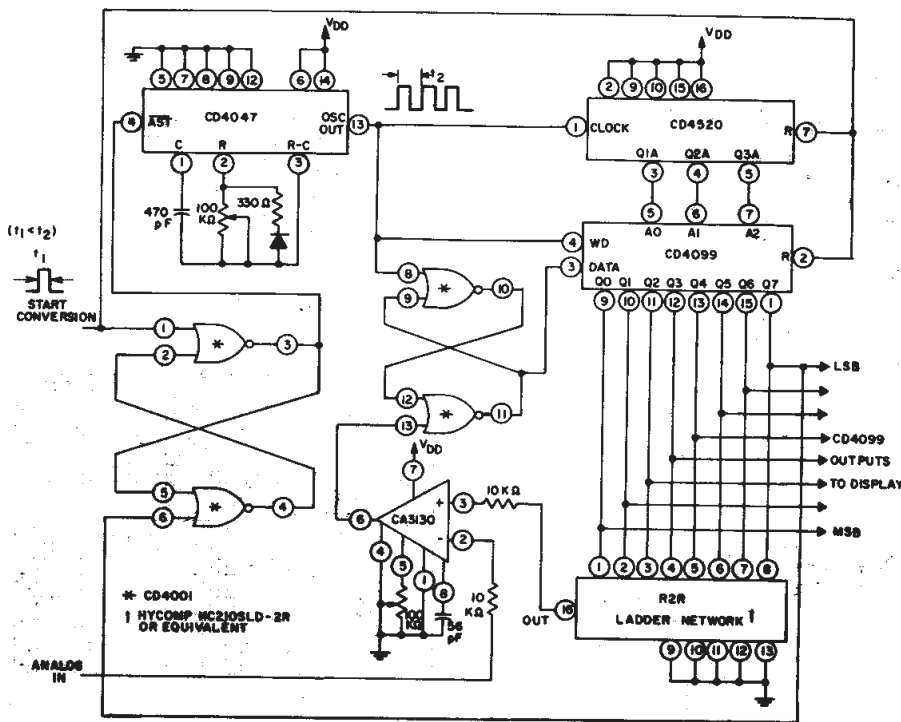 VDD
5 7 8 9 12 6 14
4 AST CD4047 OSC OUT 13
C R R-C
1 2 3
470 pF
100 KΩ
330 Ω
t2
VDD
2 9 10 15 16
1 CLOCK CD4520 R 7
Q1A Q2A Q3A
3 4 5
5 6 7
A0 A1 A2
4 WD CD4099 R 2
3 DATA
Q0 Q1 Q2 Q3 Q4 Q5 Q6 Q7
9 10 11 12 13 14 15 1
(t1 < t2)
t1
START CONVERSION
1 * 3
2
5 * 4
6
8 * 10
9
12 * 11
13
VDD
7
6 CA3130 + 3 10 KΩ
- 2
4 5 1 8
100 KΩ
56 pF
10 KΩ
LSB
CD4099
OUTPUTS
TO DISPLAY
MSB
1 2 3 4 5 6 7 8
OUT 16 R2R
LADDER NETWORK †
9 10 11 12 13
* CD4001
† HYCOMP HC210SLD-2R
OR EQUIVALENT
ANALOG IN